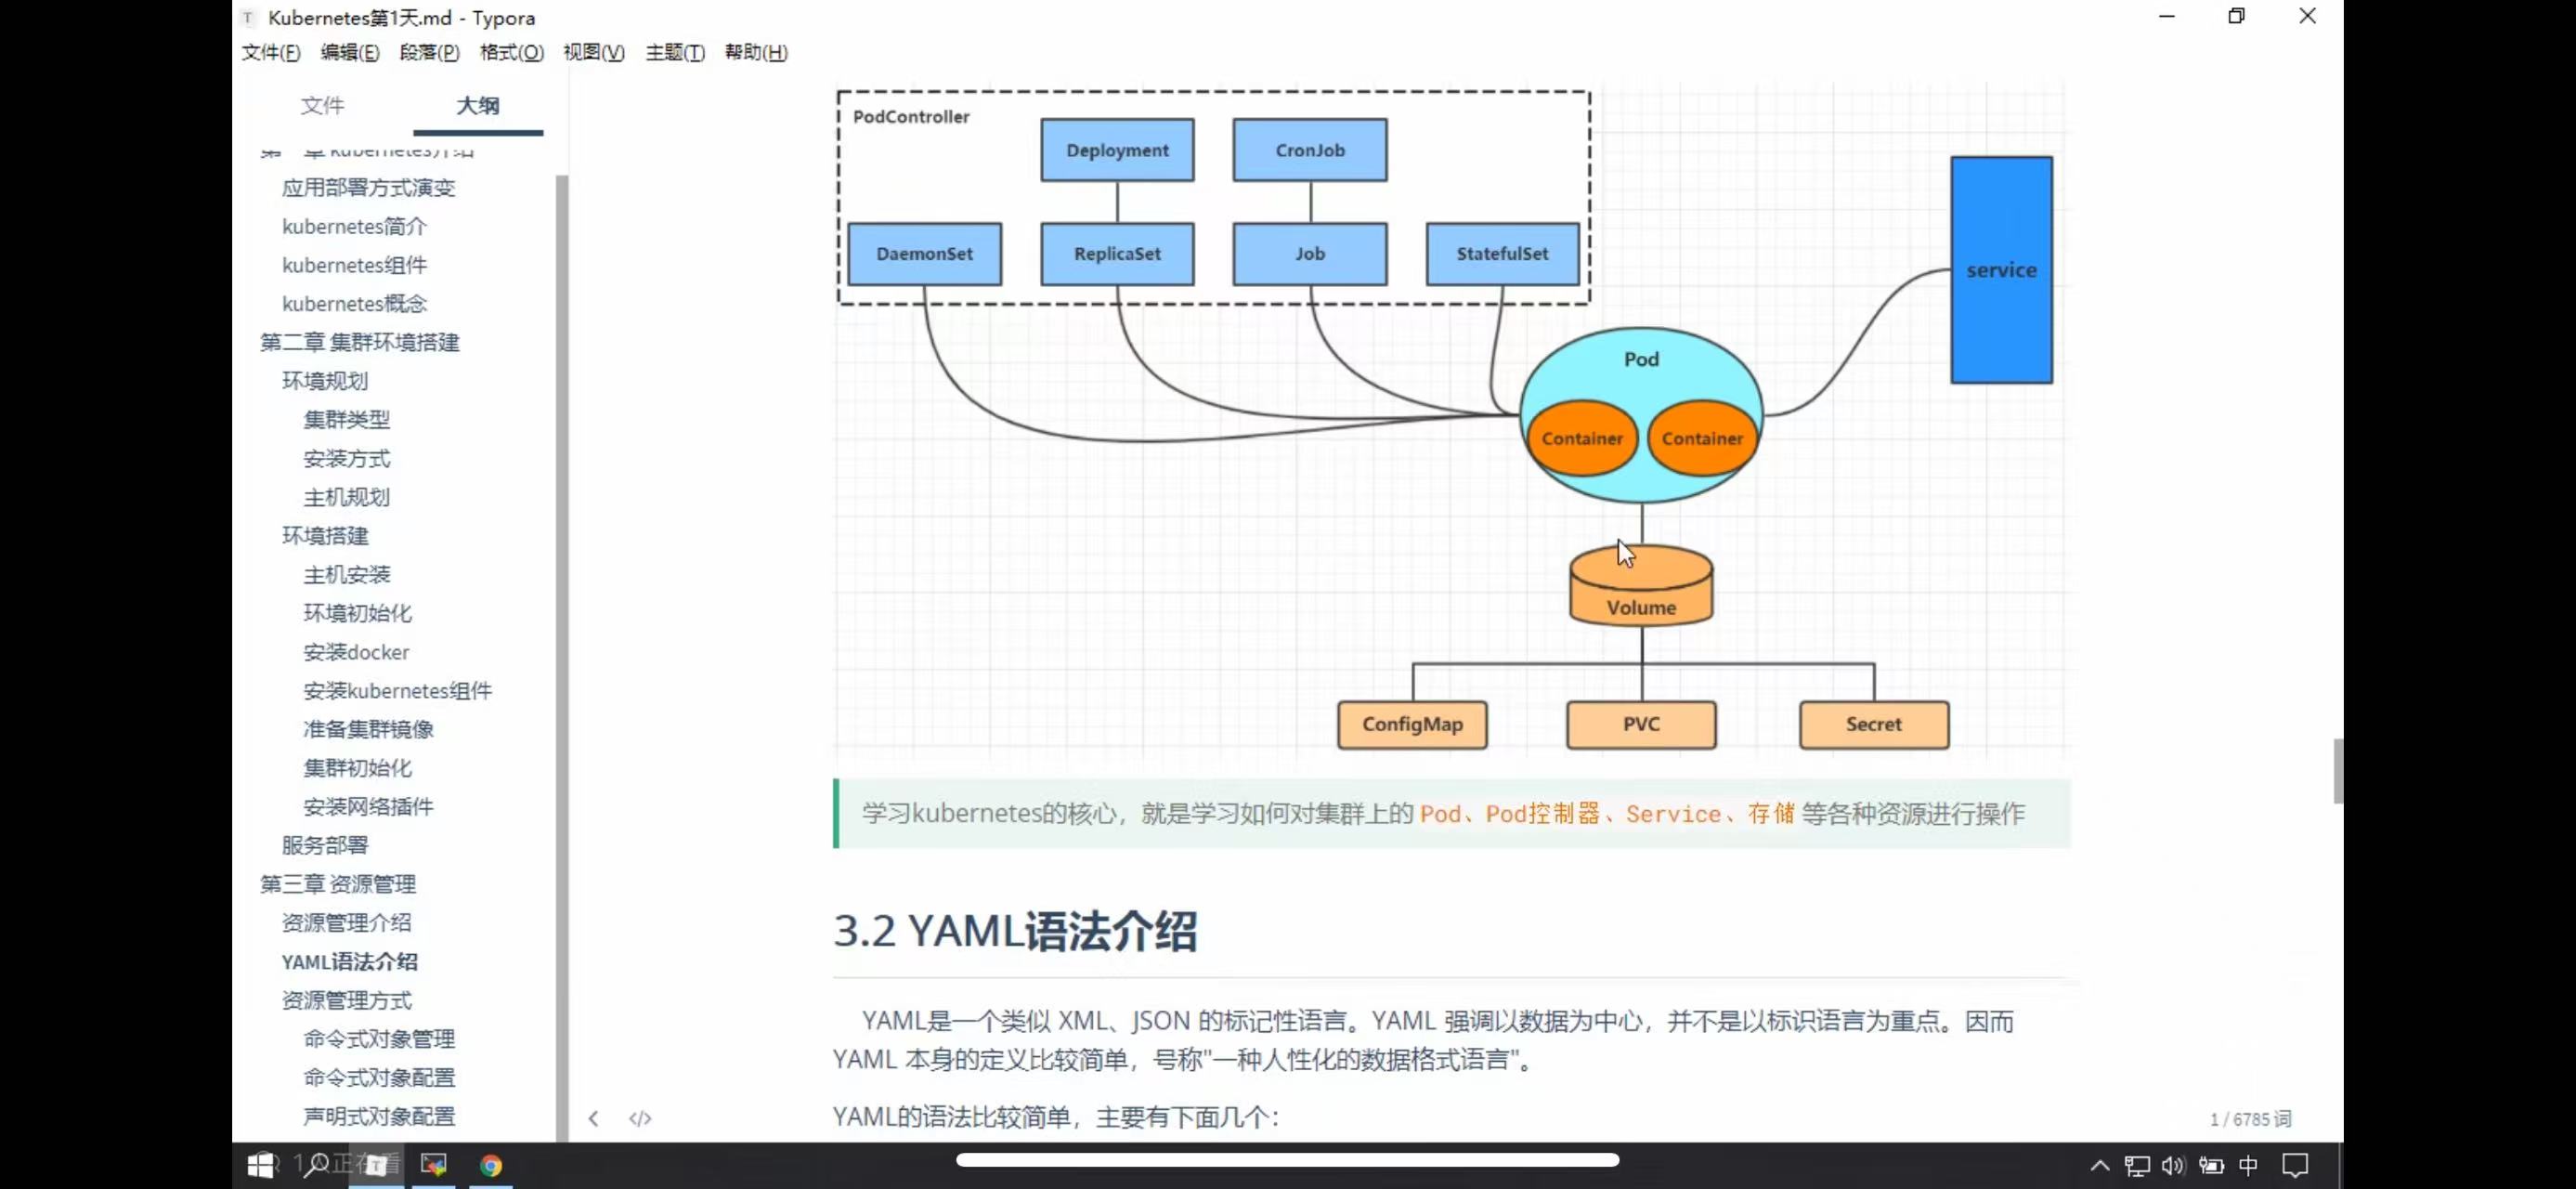 Kubernetes第1天.md - Typora
文件(F) 编辑(E) 段落(P) 格式(O) 视图(V) 主题(T) 帮助(H)
文件 大纲
应用部署方式演变
kubernetes简介
kubernetes组件
kubernetes概念
第二章 集群环境搭建
环境规划
集群类型
安装方式
主机规划
环境搭建
主机安装
环境初始化
安装docker
安装kubernetes组件
准备集群镜像
集群初始化
安装网络插件
服务部署
第三章 资源管理
资源管理介绍
YAML语法介绍
资源管理方式
命令式对象管理
命令式对象配置
声明式对象配置
PodController
Deployment CronJob
DaemonSet ReplicaSet Job StatefulSet
service
Pod
Container Container
Volume
ConfigMap PVC Secret
学习kubernetes的核心，就是学习如何对集群上的 Pod、Pod控制器、Service、存储 等各种资源进行操作
3.2 YAML语法介绍
YAML是一个类似 XML、JSON 的标记性语言。YAML 强调以数据为中心，并不是以标识语言为重点。因而
YAML 本身的定义比较简单，号称"一种人性化的数据格式语言"。
YAML的语法比较简单，主要有下面几个：
1 / 6785 词
中